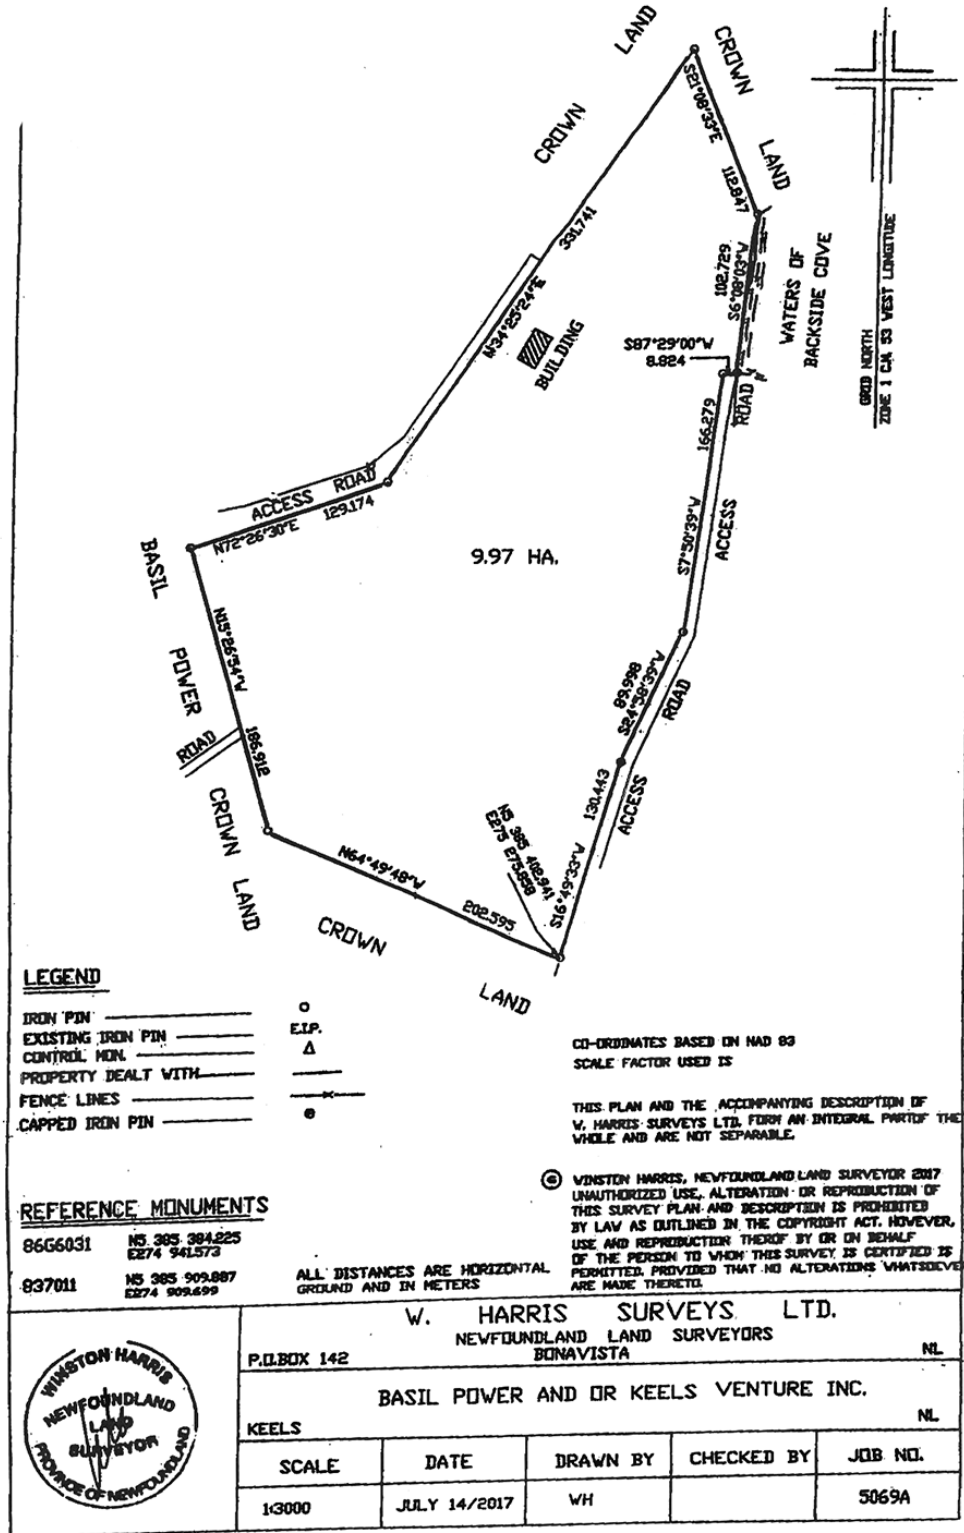 LAND
CROWN
CROWN
LAND
S21°08'33"E
112.847
331.741
N34°25'24"E
102.729
S6°08'03"W
WATERS OF
BACKSIDE COVE
GRID NORTH
ZONE 1 C.M. 53 WEST LONGITUDE
BUILDING
S87°29'00"W
8.824
ROAD
166.279
S7°50'39"W
ACCESS
ROAD
ACCESS ROAD
N72°26'30"E
129.174
9.97 HA.
BASIL
POWER
N15°26'54"W
186.912
ROAD
89.998
S24°58'39"W
ACCESS
130.443
S16°49'33"W
N5 385 402.941
E275 275.858
CROWN
LAND
N64°49'48"W
202.595
CROWN
LAND
LEGEND
IRON PIN
EXISTING IRON PIN E.I.P.
CONTROL MON.
PROPERTY DEALT WITH
FENCE LINES
CAPPED IRON PIN
CO-ORDINATES BASED ON NAD 83
SCALE FACTOR USED IS
THIS PLAN AND THE ACCOMPANYING DESCRIPTION OF
W. HARRIS SURVEYS LTD. FORM AN INTEGRAL PART OF THE
WHOLE AND ARE NOT SEPARABLE.
© WINSTON HARRIS, NEWFOUNDLAND LAND SURVEYOR 2017
UNAUTHORIZED USE, ALTERATION OR REPRODUCTION OF
THIS SURVEY PLAN AND DESCRIPTION IS PROHIBITED
BY LAW AS OUTLINED IN THE COPYRIGHT ACT. HOWEVER,
USE AND REPRODUCTION THEROF BY OR ON BEHALF
OF THE PERSON TO WHOM THIS SURVEY IS CERTIFIED IS
PERMITTED, PROVIDED THAT NO ALTERATIONS WHATSOEVE
ARE MADE THERETO.
REFERENCE MONUMENTS
86G6031 N5 385 384.225
E274 941.573
837011 N5 385 909.887
E274 909.699
ALL DISTANCES ARE HORIZONTAL
GROUND AND IN METERS
WINSTON HARRIS
NEWFOUNDLAND
LAND
SURVEYOR
PROVINCE OF NEWFOUNDLAND
W. HARRIS SURVEYS LTD.
NEWFOUNDLAND LAND SURVEYORS
P.O.BOX 142 BONAVISTA NL
BASIL POWER AND OR KEELS VENTURE INC.
KEELS NL
SCALE DATE DRAWN BY CHECKED BY JOB NO.
1:3000 JULY 14/2017 WH 5069A